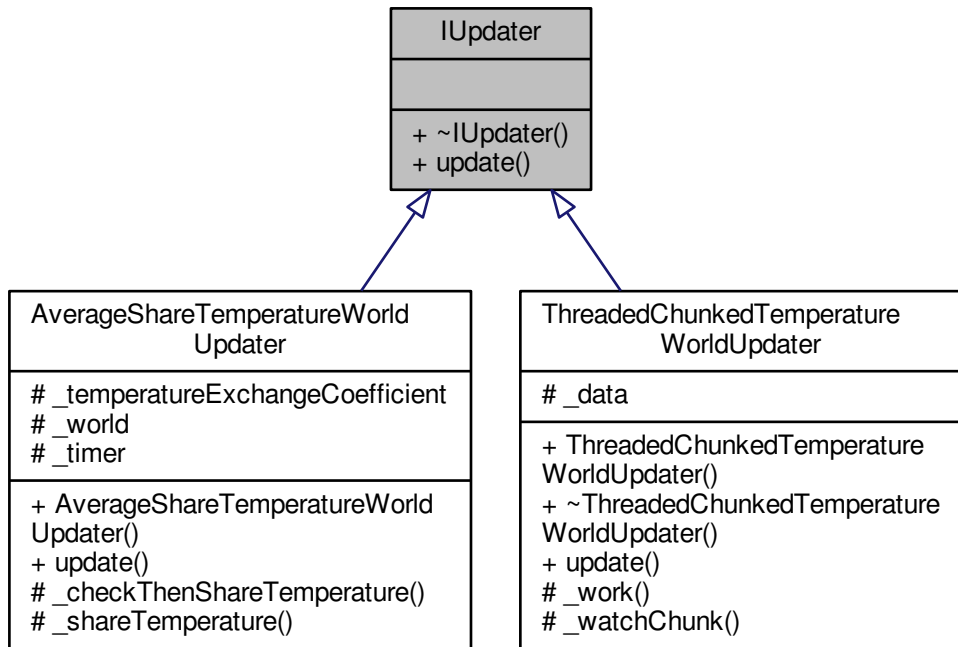 IUpdater
+ ~IUpdater()
+ update()
AverageShareTemperatureWorld
Updater
# _temperatureExchangeCoefficient
# _world
# _timer
+ AverageShareTemperatureWorld
Updater()
+ update()
# _checkThenShareTemperature()
# _shareTemperature()
ThreadedChunkedTemperature
WorldUpdater
# _data
+ ThreadedChunkedTemperature
WorldUpdater()
+ ~ThreadedChunkedTemperature
WorldUpdater()
+ update()
# _work()
# _watchChunk()